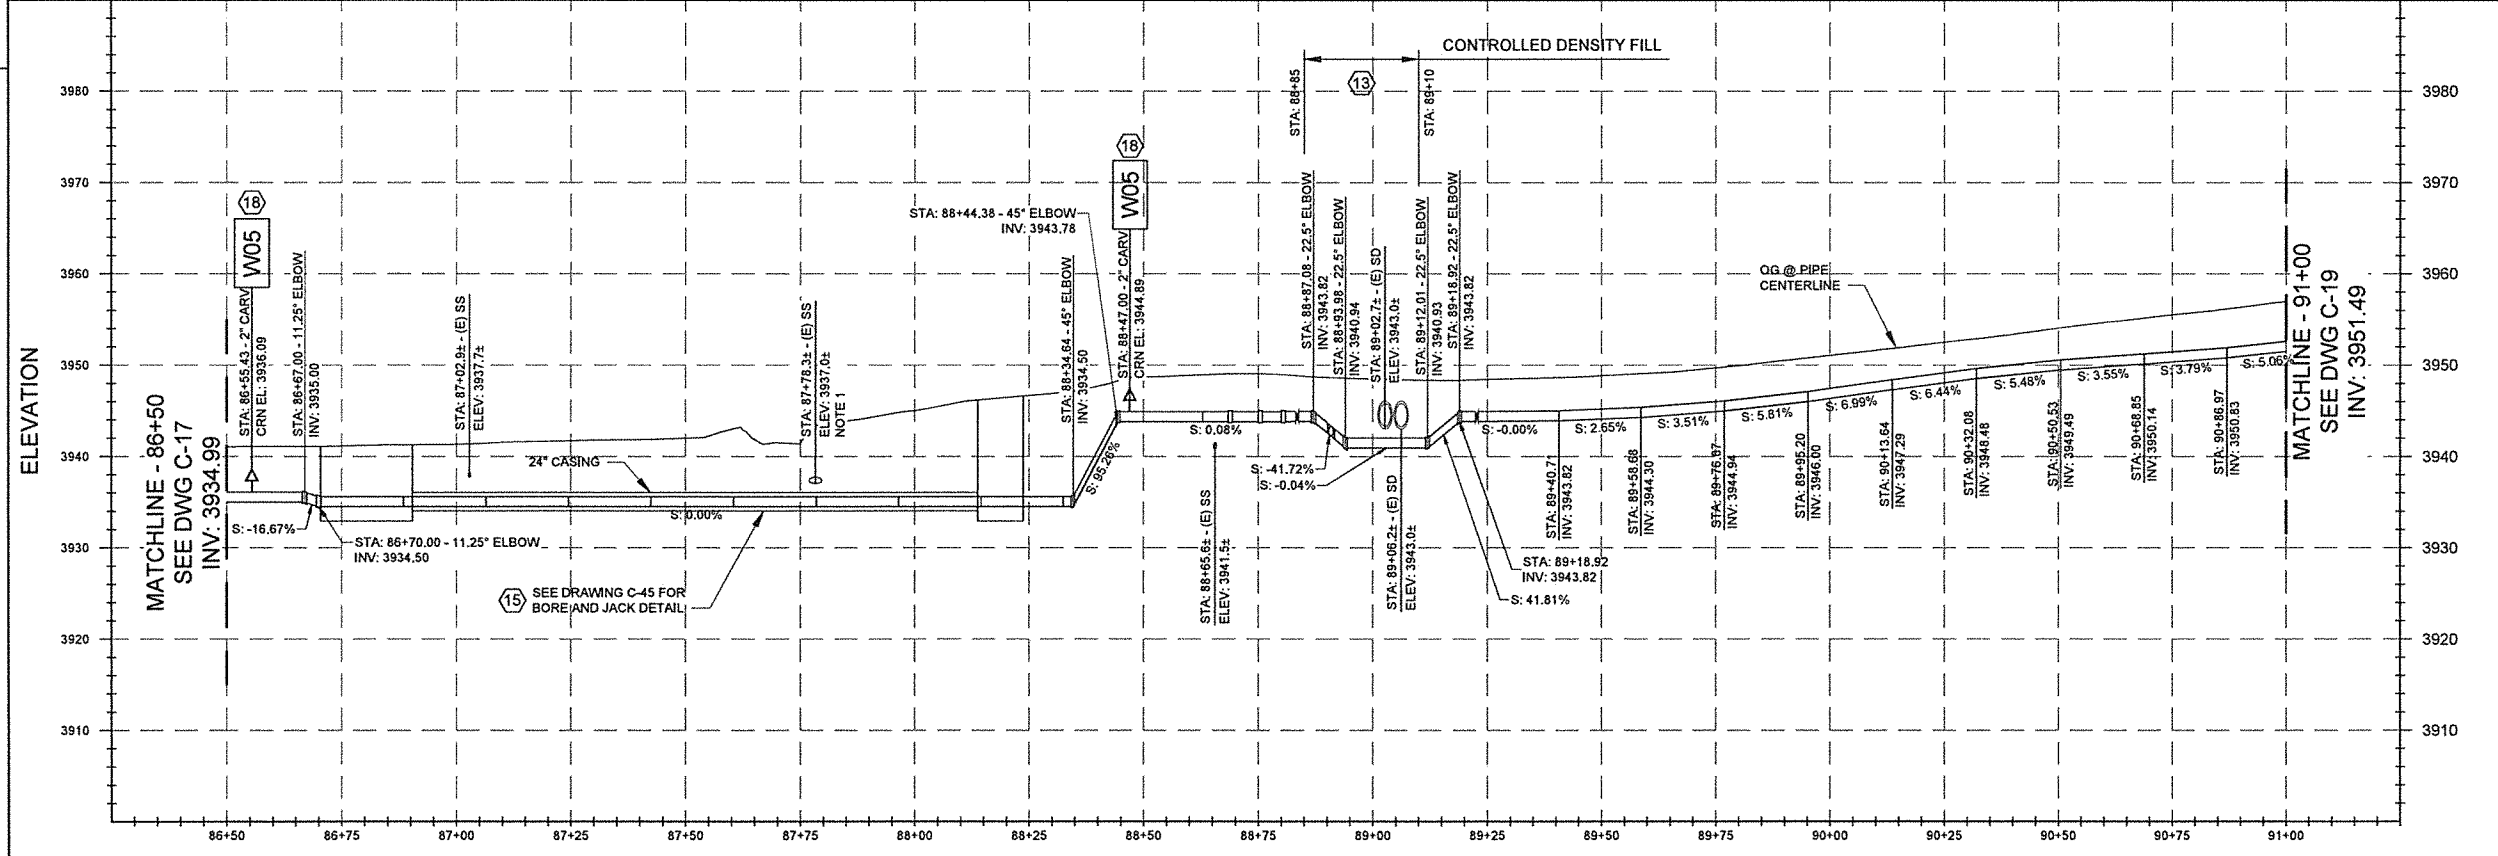 CONTROLLED DENSITY FILL
STA: 88+85
13
STA: 89+10
3980
3970
3960
3950
3940
3930
3920
3910
ELEVATION
MATCHLINE - 86+50
SEE DWG C-17
INV: 3934.99
18
W05
STA: 86+55.43 - 2" CARV
CRN EL: 3936.09
STA: 86+67.00 - 11.25° ELBOW
INV: 3935.00
S: -16.67%
STA: 86+70.00 - 11.25° ELBOW
INV: 3934.50
STA: 87+02.9± - (E) SS
ELEV: 3937.7±
24" CASING
15
SEE DRAWING C-45 FOR
BORE AND JACK DETAIL
S: 0.00%
STA: 87+78.3± - (E) SS
ELEV: 3937.0±
NOTE 1
STA: 88+34.64 - 45° ELBOW
INV: 3934.50
S: 95.26%
STA: 88+44.38 - 45° ELBOW
INV: 3943.78
18
W05
STA: 88+47.00 - 2" CARV
CRN EL: 3944.89
S: 0.08%
STA: 88+65.6± - (E) SS
ELEV: 3941.5±
STA: 88+87.08 - 22.5° ELBOW
INV: 3943.82
STA: 88+93.98 - 22.5° ELBOW
INV: 3940.94
S: -41.72%
S: -0.04%
STA: 89+02.7± - (E) SD
ELEV: 3943.0±
STA: 89+06.2± - (E) SD
ELEV: 3943.0±
STA: 89+12.01 - 22.5° ELBOW
INV: 3940.93
STA: 89+18.92 - 22.5° ELBOW
INV: 3943.82
STA: 89+18.92
INV: 3943.82
S: 41.81%
S: -0.00%
STA: 89+40.71
INV: 3943.82
S: 2.65%
STA: 89+58.68
INV: 3944.30
S: 3.51%
STA: 89+76.87
INV: 3944.94
S: 5.81%
STA: 89+95.20
INV: 3946.00
S: 6.99%
STA: 90+13.64
INV: 3947.29
S: 6.44%
STA: 90+32.08
INV: 3948.48
S: 5.48%
STA: 90+50.53
INV: 3949.49
S: 3.55%
STA: 90+68.85
INV: 3950.14
S: 3.79%
STA: 90+86.97
INV: 3950.83
S: 5.06%
OG @ PIPE
CENTERLINE
MATCHLINE - 91+00
SEE DWG C-19
INV: 3951.49
3980
3970
3960
3950
3940
3930
3920
3910
86+50 86+75 87+00 87+25 87+50 87+75 88+00 88+25 88+50 88+75 89+00 89+25 89+50 89+75 90+00 90+25 90+50 90+75 91+00